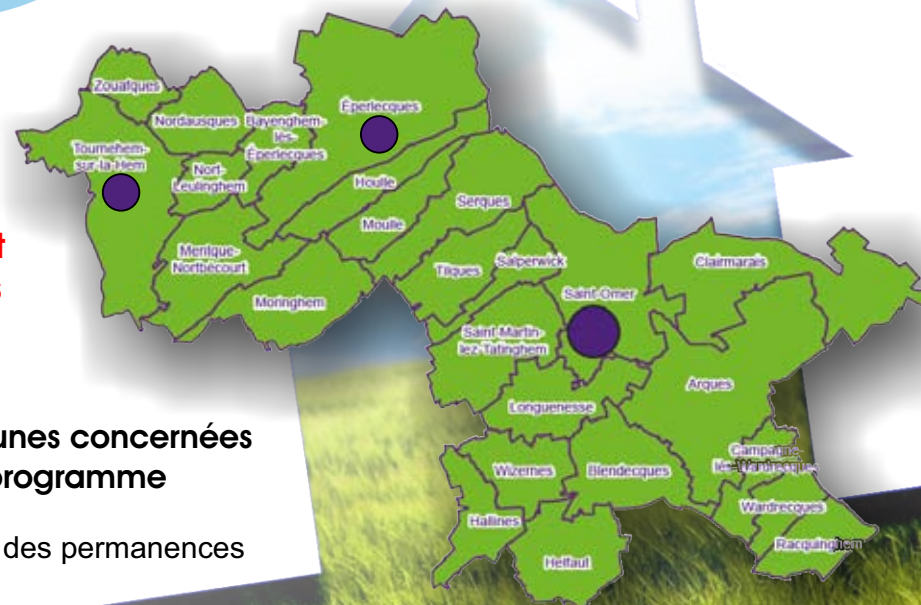 Zouafques
Nordausques
Bayenghem-
lès-
Éperlecques
Éperlecques
Tournehem-
sur-la-Hem
Nort-
Leulinghem
Houlle
Moulle
Serques
Mentque-
Nortbécourt
Moringhem
Tilques
Salperwick
Clairmarais
Saint-Omer
Saint-Martin-
lez-Tatinghem
Arques
Longuenesse
Campagne-
lès-Wardrecques
Wizernes
Blendecques
Wardrecques
Hallines
Racquinghem
Helfaut
t
s
unes concernées
programme
des permanences